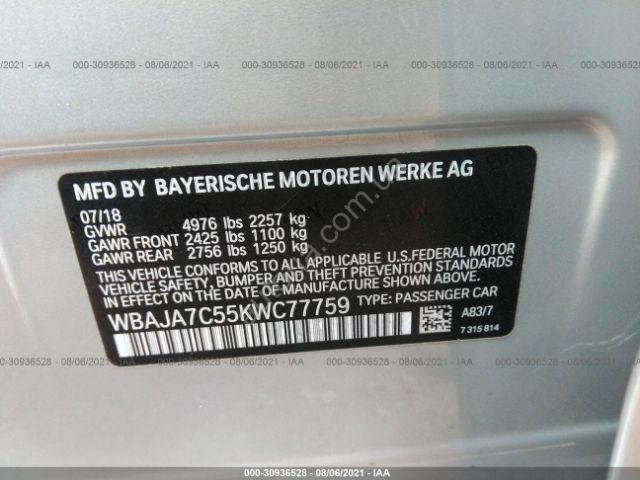 000-30936528 - 08/06/2021 - IAA
MFD BY BAYERISCHE MOTOREN WERKE AG
07/18
GVWR 4976 lbs 2257 kg
GAWR FRONT 2425 lbs 1100 kg
GAWR REAR 2756 lbs 1250 kg
THIS VEHICLE CONFORMS TO ALL APPLICABLE U.S.FEDERAL MOTOR
VEHICLE SAFETY, BUMPER, AND THEFT PREVENTION STANDARDS
IN EFFECT ON THE DATE OF MANUFACTURE SHOWN ABOVE.
WBAJA7C55KWC77759 TYPE: PASSENGER CAR
A83/7
7 315 814
000-30936528 - 08/06/2021 - IAA